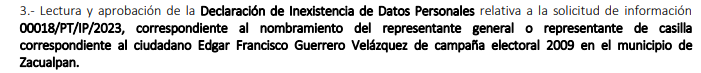 3.- Lectura y aprobación de la Declaración de Inexistencia de Datos Personales relativa a la solicitud de información
00018/PT/IP/2023, correspondiente al nombramiento del representante general o representante de casilla
correspondiente al ciudadano Edgar Francisco Guerrero Velázquez de campaña electoral 2009 en el municipio de
Zacualpan.